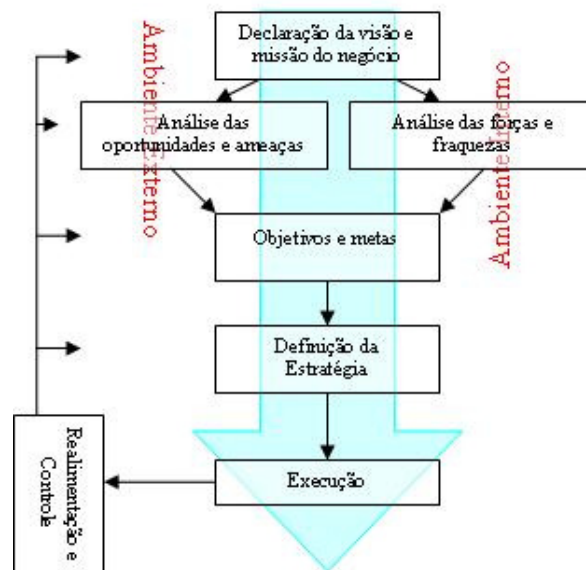 Declaração da visão e
missão do negócio
Ambiente Externo
Ambiente Interno
Análise das
oportunidades e ameaças
Análise das forças e
fraquezas
Objetivos e metas
Definição da
Estratégia
Execução
Realimentação e
Controle